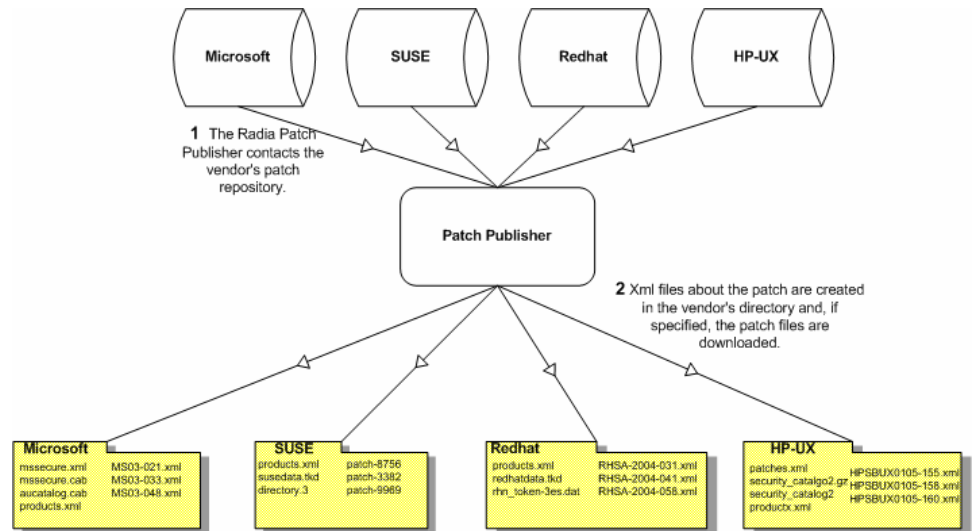 Microsoft
SUSE
Redhat
HP-UX
1 The Radia Patch
Publisher contacts the
vendor's patch
repository.
Patch Publisher
2 Xml files about the patch are created
in the vendor's directory and, if
specified, the patch files are
downloaded.
Microsoft
mssecure.xml MS03-021.xml
mssecure.cab MS03-033.xml
aucatalog.cab MS03-048.xml
products.xml
SUSE
products.xml patch-8756
susedata.tkd patch-3382
directory.3 patch-9969
Redhat
products.xml RHSA-2004-031.xml
redhatdata.tkd RHSA-2004-041.xml
rhn_token-3es.dat RHSA-2004-058.xml
HP-UX
patches.xml HPSBUX0105-155.xml
security_catalgo2.gz HPSBUX0105-158.xml
security_catalog2 HPSBUX0105-160.xml
productx.xml